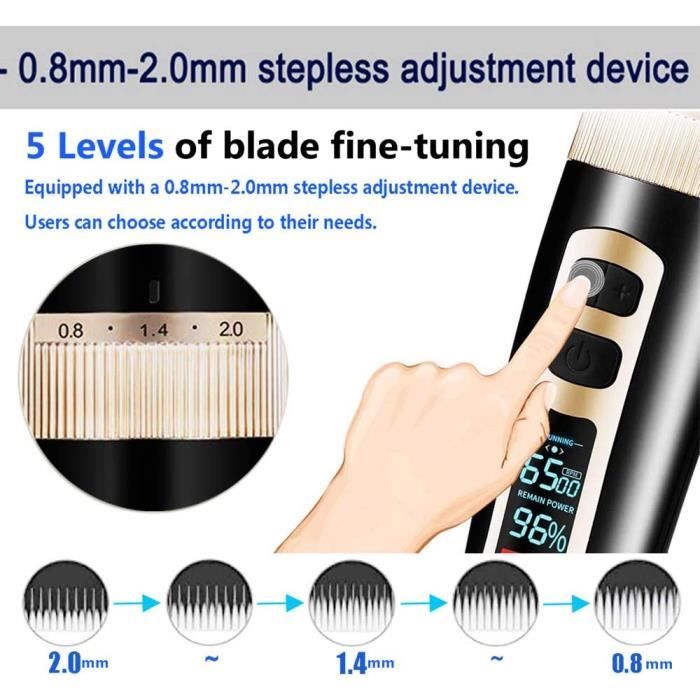 - 0.8mm-2.0mm stepless adjustment device
5 Levels of blade fine-tuning
Equipped with a 0.8mm-2.0mm stepless adjustment device.
Users can choose according to their needs.
0.8 · 1.4 · 2.0
6500 RPM
REMAIN POWER
96%
2.0mm ~ 1.4mm ~ 0.8mm